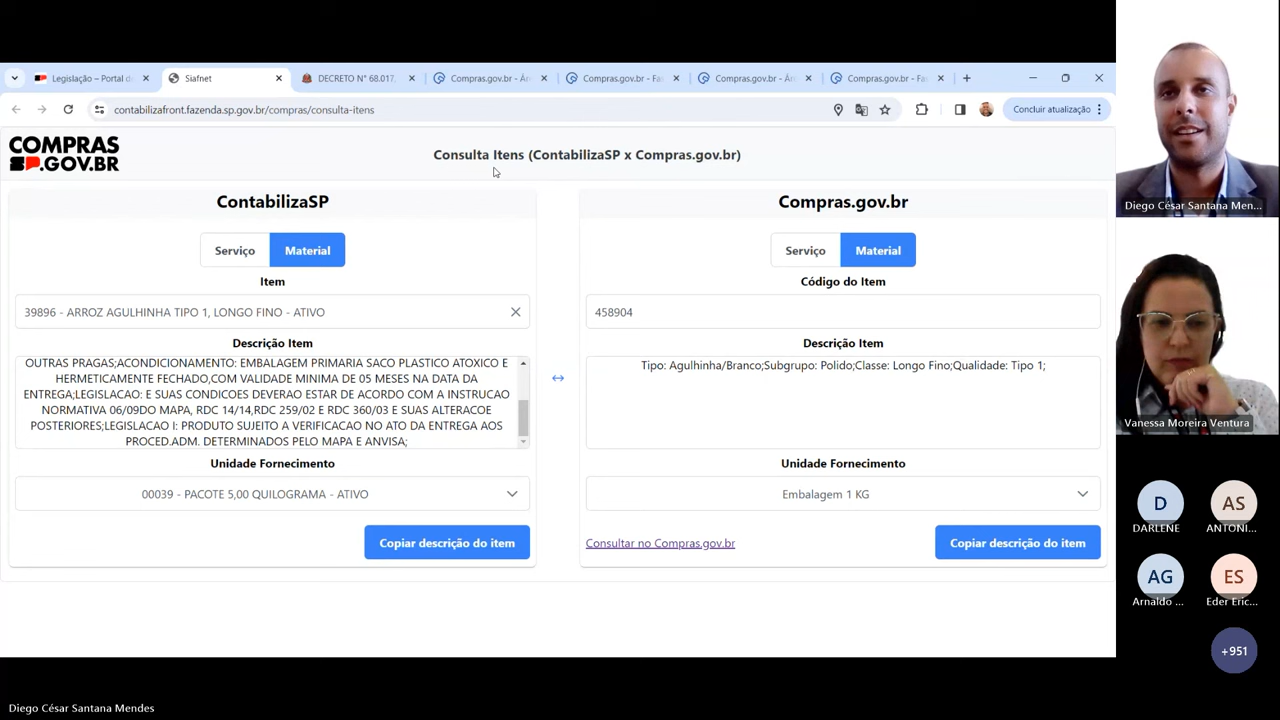 Legislação – Portal d
Siafnet
DECRETO N° 68.017,
Compras.gov.br - Ár
Compras.gov.br - Fas
Compras.gov.br - Ár
Compras.gov.br - Fas
contabilizafront.fazenda.sp.gov.br/compras/consulta-itens
Concluir atualização
COMPRAS
SP.GOV.BR
Consulta Itens (ContabilizaSP x Compras.gov.br)
ContabilizaSP
Serviço
Material
Item
39896 - ARROZ AGULHINHA TIPO 1, LONGO FINO - ATIVO
Descrição Item
OUTRAS PRAGAS;ACONDICIONAMENTO: EMBALAGEM PRIMARIA SACO PLASTICO ATOXICO E
HERMETICAMENTE FECHADO,COM VALIDADE MINIMA DE 05 MESES NA DATA DA
ENTREGA;LEGISLACAO: E SUAS CONDICOES DEVERAO ESTAR DE ACORDO COM A INSTRUCAO
NORMATIVA 06/09DO MAPA, RDC 14/14,RDC 259/02 E RDC 360/03 E SUAS ALTERACOE
POSTERIORES;LEGISLACAO I: PRODUTO SUJEITO A VERIFICACAO NO ATO DA ENTREGA AOS
PROCED.ADM. DETERMINADOS PELO MAPA E ANVISA;
Unidade Fornecimento
00039 - PACOTE 5,00 QUILOGRAMA - ATIVO
Copiar descrição do item
Compras.gov.br
Serviço
Material
Código do Item
458904
Descrição Item
Tipo: Agulhinha/Branco;Subgrupo: Polido;Classe: Longo Fino;Qualidade: Tipo 1;
Unidade Fornecimento
Embalagem 1 KG
Consultar no Compras.gov.br
Copiar descrição do item
Diego César Santana Men...
Vanessa Moreira Ventura
D
DARLENE
AS
ANTONI...
AG
Arnaldo ...
ES
Eder Eric...
+951
Diego César Santana Mendes